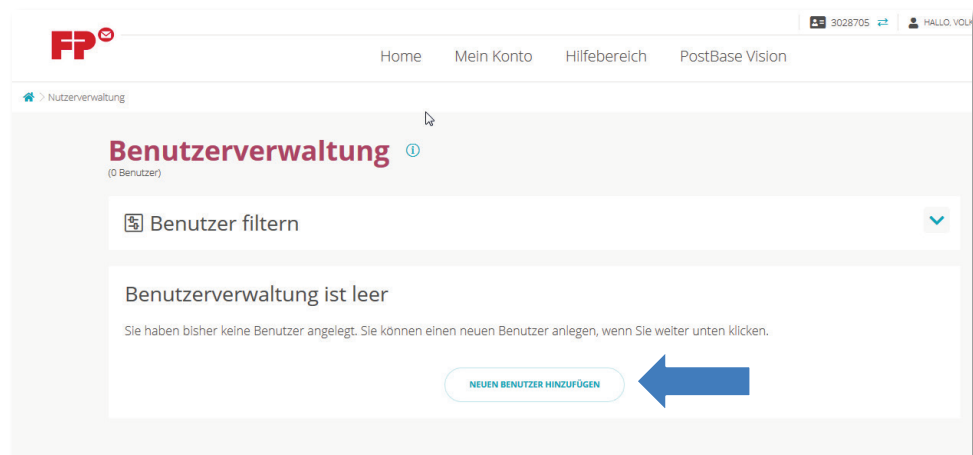 3028705
HALLO, VOLK
FP
Home Mein Konto Hilfebereich PostBase Vision
Nutzerverwaltung
Benutzerverwaltung
(0 Benutzer)
Benutzer filtern
Benutzerverwaltung ist leer
Sie haben bisher keine Benutzer angelegt. Sie können einen neuen Benutzer anlegen, wenn Sie weiter unten klicken.
NEUEN BENUTZER HINZUFÜGEN